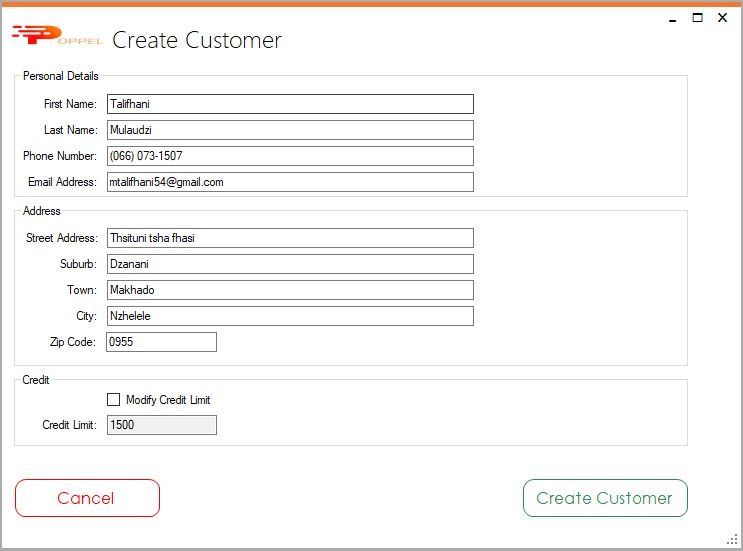 POPPEL Create Customer
Personal Details
First Name: Talifhani
Last Name: Mulaudzi
Phone Number: (066) 073-1507
Email Address: mtalifhani54@gmail.com
Address
Street Address: Thsituni tsha fhasi
Suburb: Dzanani
Town: Makhado
City: Nzhelele
Zip Code: 0955
Credit
Modify Credit Limit
Credit Limit: 1500
Cancel Create Customer